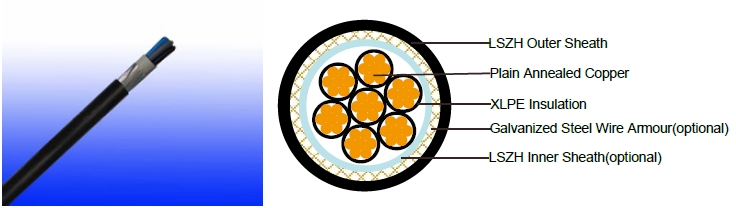 LSZH Outer Sheath
Plain Annealed Copper
XLPE Insulation
Galvanized Steel Wire Armour(optional)
LSZH Inner Sheath(optional)